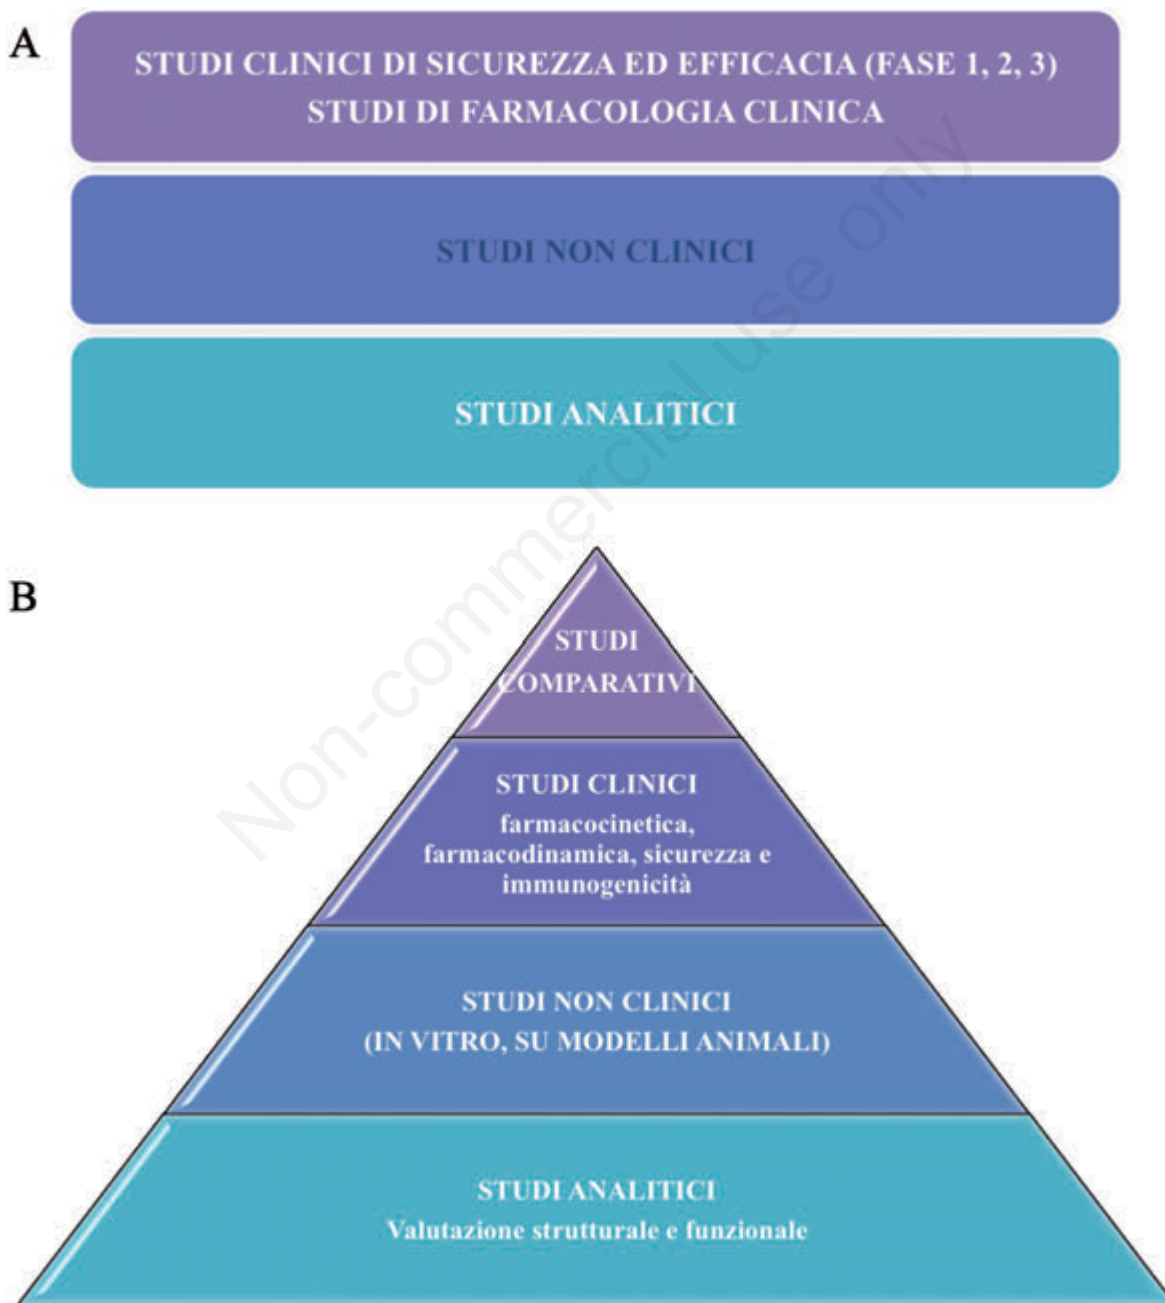 A
STUDI CLINICI DI SICUREZZA ED EFFICACIA (FASE 1, 2, 3)
STUDI DI FARMACOLOGIA CLINICA
STUDI NON CLINICI
STUDI ANALITICI
B
STUDI
COMPARATIVI
STUDI CLINICI
farmacocinetica,
farmacodinamica, sicurezza e
immunogenicità
STUDI NON CLINICI
(IN VITRO, SU MODELLI ANIMALI)
STUDI ANALITICI
Valutazione strutturale e funzionale
Non-commercial use only